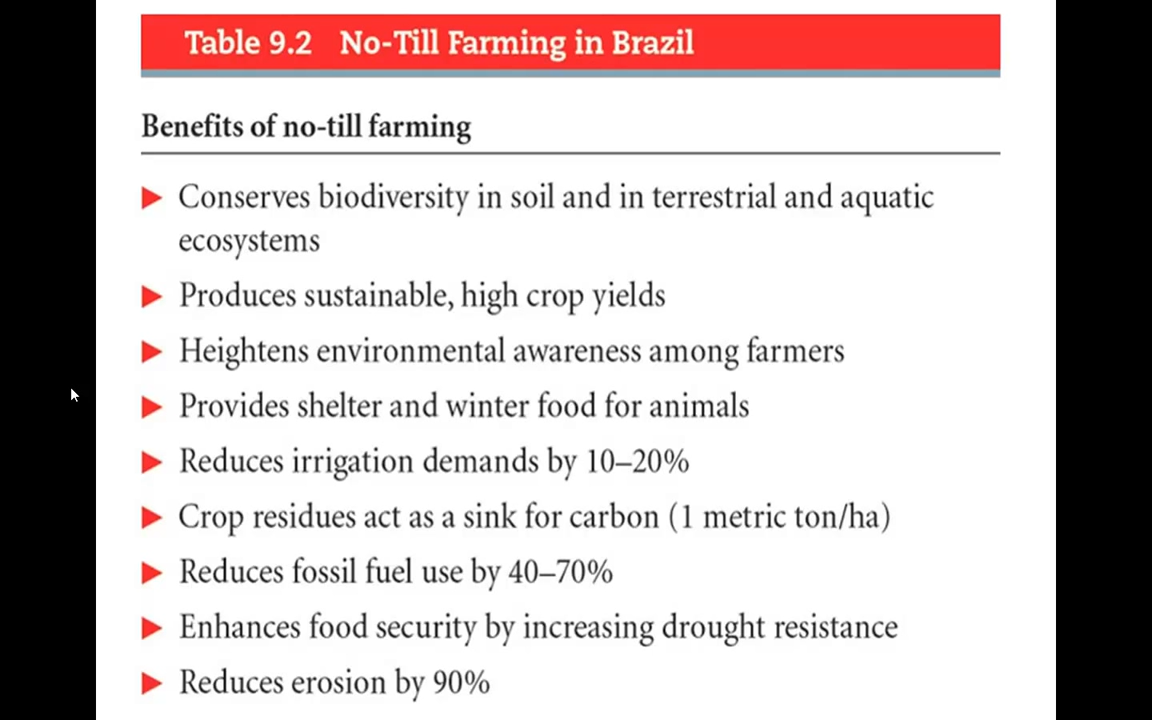 Table 9.2 No-Till Farming in Brazil
Benefits of no-till farming
Conserves biodiversity in soil and in terrestrial and aquatic
ecosystems
Produces sustainable, high crop yields
Heightens environmental awareness among farmers
Provides shelter and winter food for animals
Reduces irrigation demands by 10–20%
Crop residues act as a sink for carbon (1 metric ton/ha)
Reduces fossil fuel use by 40–70%
Enhances food security by increasing drought resistance
Reduces erosion by 90%